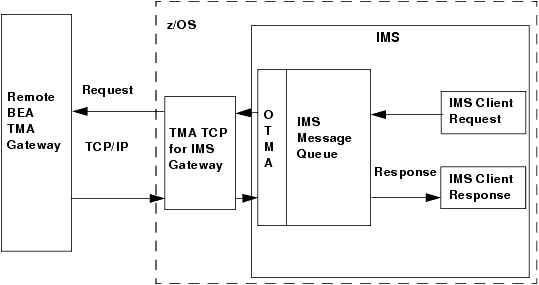 z/OS
IMS
Remote
BEA
TMA
Gateway
Request
TCP/IP
TMA TCP
for IMS
Gateway
O
T
M
A
IMS
Message
Queue
IMS Client
Request
Response
IMS Client
Response